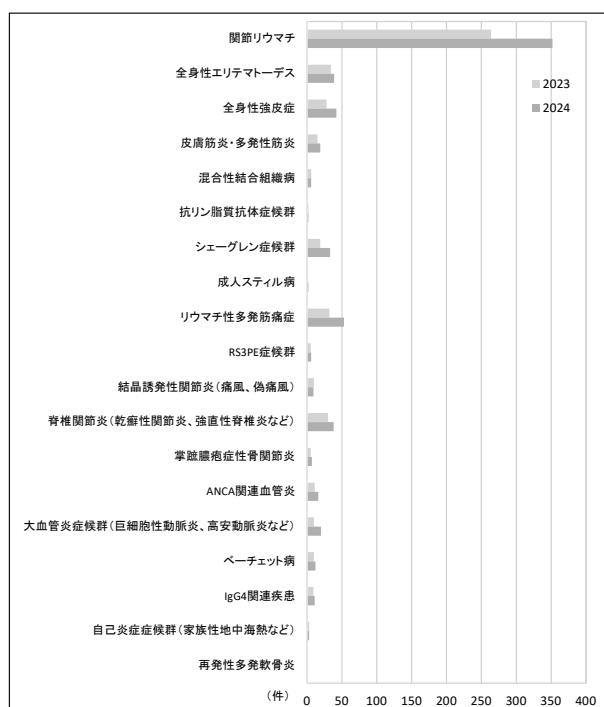 関節リウマチ
全身性エリテマトーデス
2023
全身性強皮症
2024
皮膚筋炎・多発性筋炎
混合性結合組織病
抗リン脂質抗体症候群
シェーグレン症候群
成人スティル病
リウマチ性多発筋痛症
RS3PE症候群
結晶誘発性関節炎（痛風、偽痛風）
脊椎関節炎（乾癬性関節炎、強直性脊椎炎など）
掌蹠膿疱症性骨関節炎
ANCA関連血管炎
大血管炎症候群（巨細胞性動脈炎、高安動脈炎など）
ベーチェット病
IgG4関連疾患
自己炎症症候群（家族性地中海熱など）
再発性多発軟骨炎
（件） 0 50 100 150 200 250 300 350 400